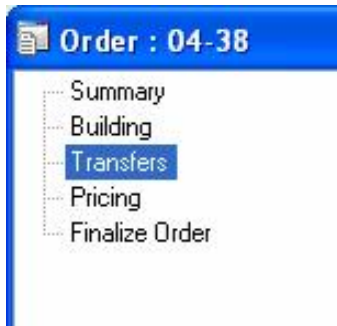 Order : 04-38
Summary
Building
Transfers
Pricing
Finalize Order